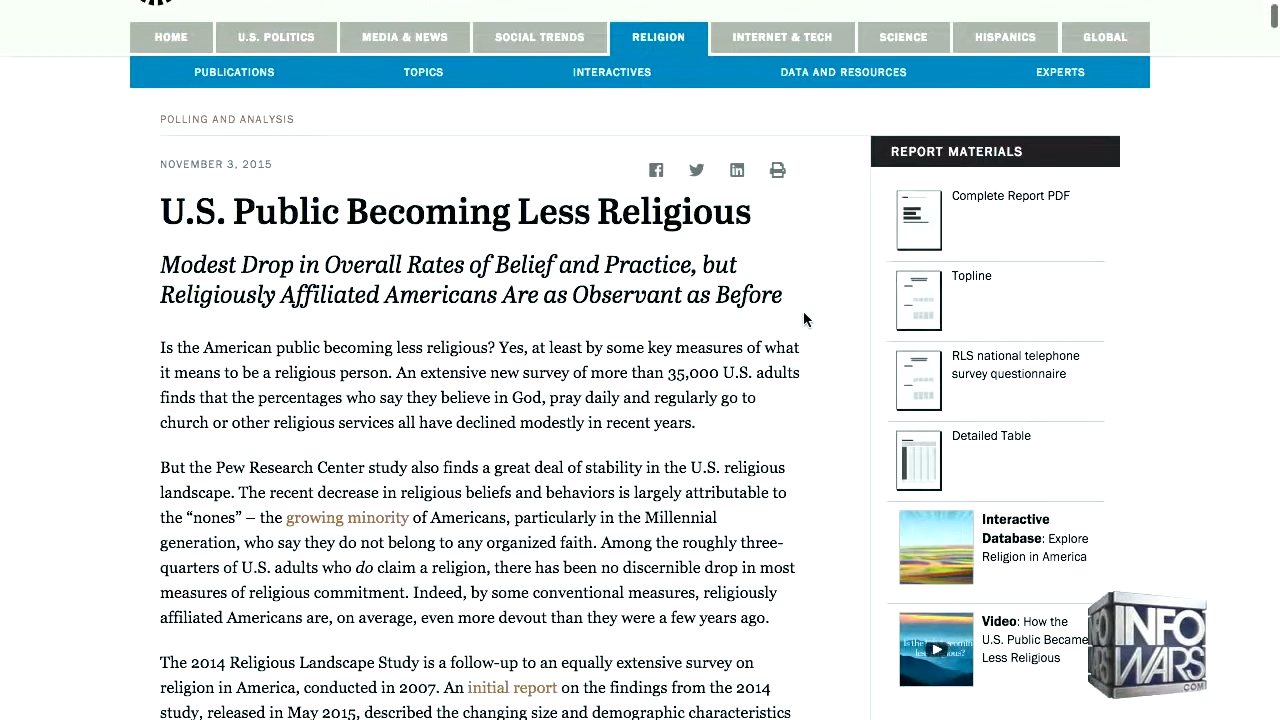 HOME
U.S. POLITICS
MEDIA & NEWS
SOCIAL TRENDS
RELIGION
INTERNET & TECH
SCIENCE
HISPANICS
GLOBAL
PUBLICATIONS
TOPICS
INTERACTIVES
DATA AND RESOURCES
EXPERTS
POLLING AND ANALYSIS
NOVEMBER 3, 2015
U.S. Public Becoming Less Religious
Modest Drop in Overall Rates of Belief and Practice, but
Religiously Affiliated Americans Are as Observant as Before
Is the American public becoming less religious? Yes, at least by some key measures of what
it means to be a religious person. An extensive new survey of more than 35,000 U.S. adults
finds that the percentages who say they believe in God, pray daily and regularly go to
church or other religious services all have declined modestly in recent years.
But the Pew Research Center study also finds a great deal of stability in the U.S. religious
landscape. The recent decrease in religious beliefs and behaviors is largely attributable to
the “nones” – the growing minority of Americans, particularly in the Millennial
generation, who say they do not belong to any organized faith. Among the roughly three-
quarters of U.S. adults who do claim a religion, there has been no discernible drop in most
measures of religious commitment. Indeed, by some conventional measures, religiously
affiliated Americans are, on average, even more devout than they were a few years ago.
The 2014 Religious Landscape Study is a follow-up to an equally extensive survey on
religion in America, conducted in 2007. An initial report on the findings from the 2014
study, released in May 2015, described the changing size and demographic characteristics
REPORT MATERIALS
Complete Report PDF
Topline
RLS national telephone
survey questionnaire
Detailed Table
Interactive
Database: Explore
Religion in America
Video: How the
U.S. Public Became
Less Religious
INFO
WARS
.COM